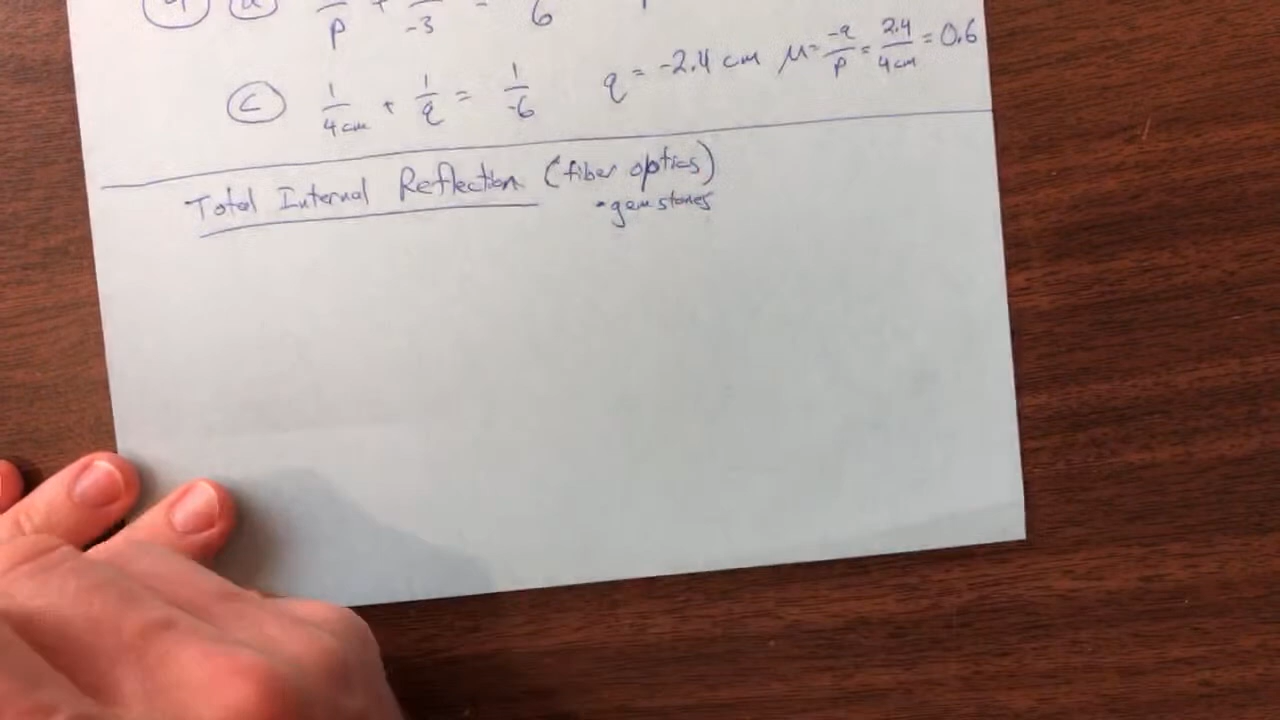 a 1/p + 1/-3 = 6
c 1/4cm + 1/q = 1/-6 q = -2.4 cm M = -q/p = 2.4/4cm = 0.6
Total Internal Reflection (fiber optics)
• gem stones